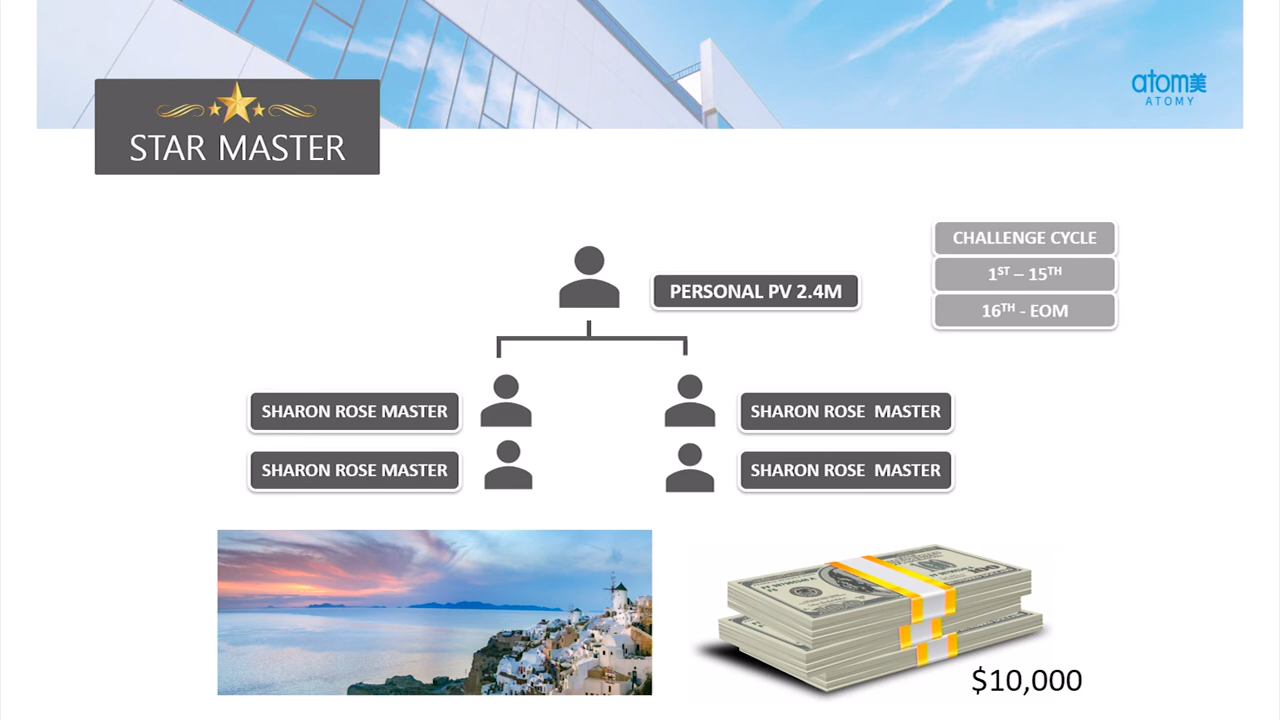 atom美
ATOMY
STAR MASTER
CHALLENGE CYCLE
1ST – 15TH
16TH - EOM
PERSONAL PV 2.4M
SHARON ROSE MASTER
SHARON ROSE  MASTER
SHARON ROSE MASTER
SHARON ROSE  MASTER
100
$10,000